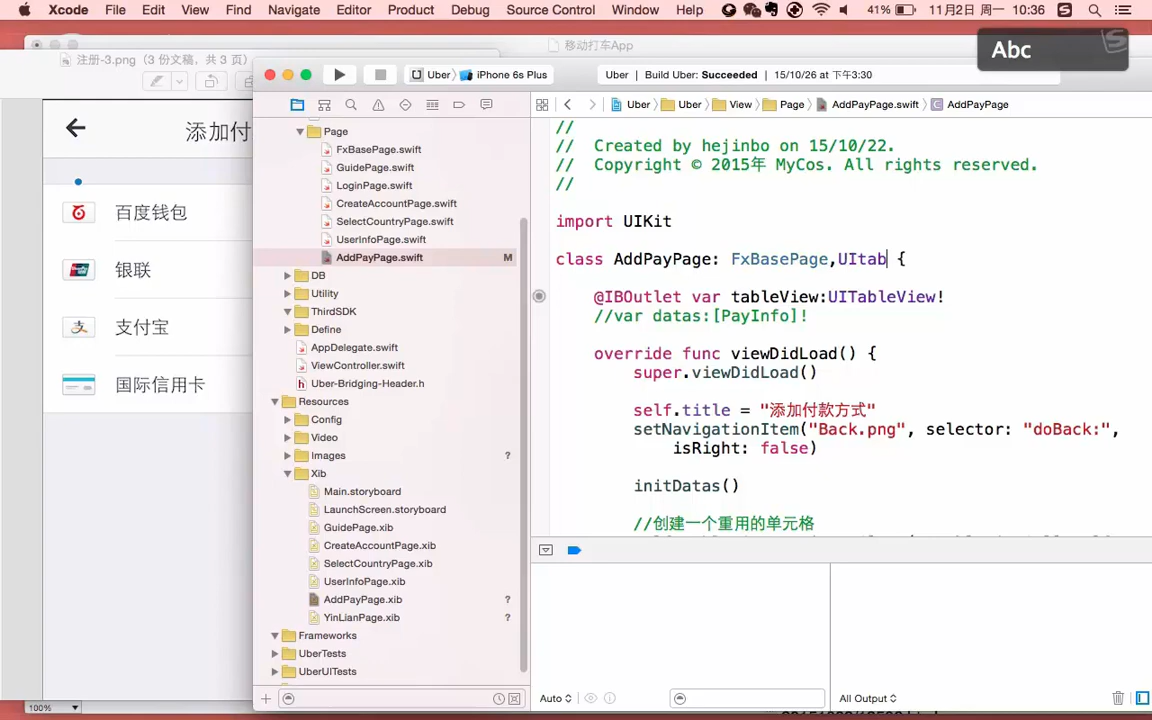 Xcode File Edit View Find Navigate Editor Product Debug Source Control Window Help 41% 11月2日 周一 10:36
移动打车App
Abc
注册-3.png (3 份文稿，共 3 页)
Uber iPhone 6s Plus
Uber Build Uber: Succeeded 15/10/26 at 下午3:30
Uber Uber View Page AddPayPage.swift AddPayPage
添加付
百度钱包
银联
支付宝
国际信用卡
100%
Page
FxBasePage.swift
GuidePage.swift
LoginPage.swift
CreateAccountPage.swift
SelectCountryPage.swift
UserInfoPage.swift
AddPayPage.swift M
DB
Utility
ThirdSDK
Define
AppDelegate.swift
ViewController.swift
Uber-Bridging-Header.h
Resources
Config
Video
Images ?
Xib
Main.storyboard
LaunchScreen.storyboard
GuidePage.xib
CreateAccountPage.xib
SelectCountryPage.xib
UserInfoPage.xib
AddPayPage.xib ?
YinLianPage.xib ?
Frameworks
UberTests
UberUITests
//
// Created by hejinbo on 15/10/22.
// Copyright © 2015年 MyCos. All rights reserved.
//
import UIKit
class AddPayPage: FxBasePage,UItab {
@IBOutlet var tableView:UITableView!
//var datas:[PayInfo]!
override func viewDidLoad() {
super.viewDidLoad()
self.title = "添加付款方式"
setNavigationItem("Back.png", selector: "doBack:",
isRight: false)
initDatas()
//创建一个重用的单元格
Auto
All Output